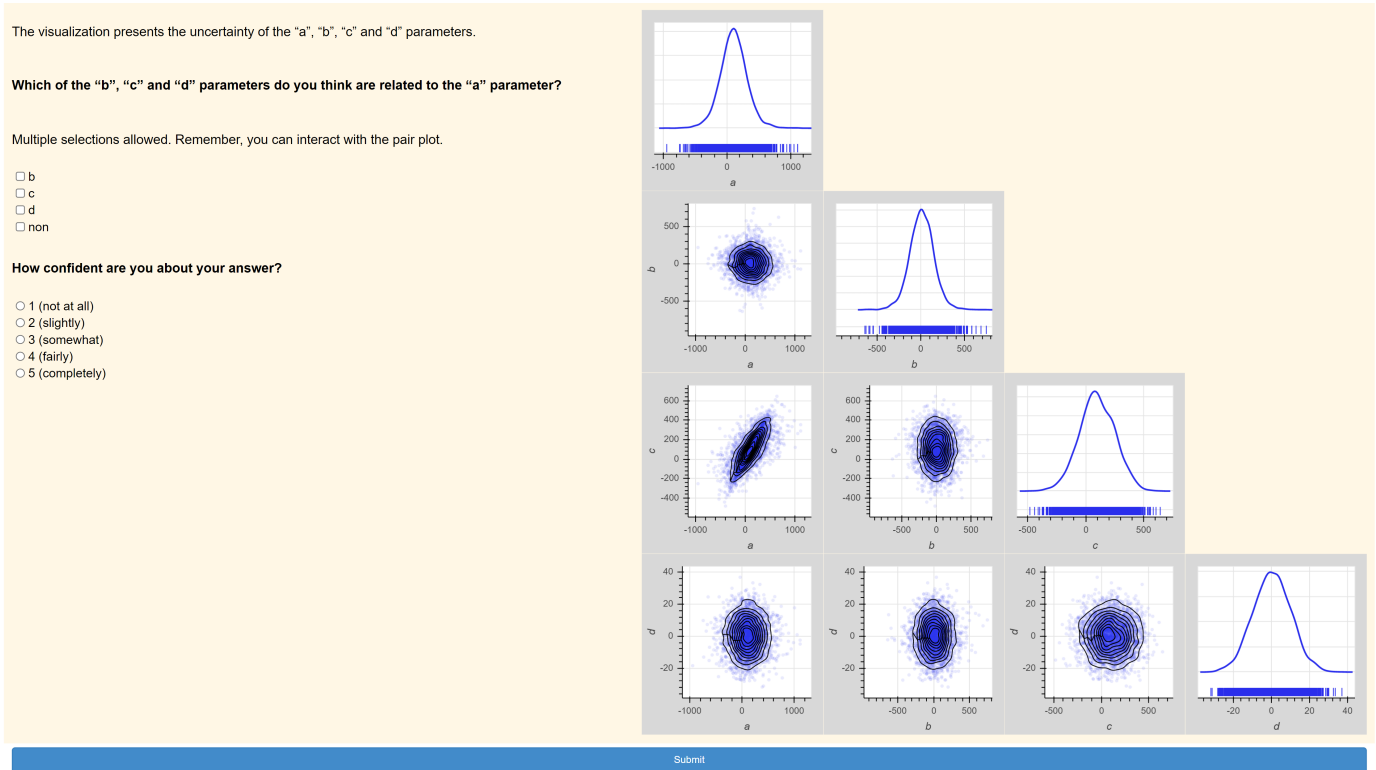 The visualization presents the uncertainty of the “a”, “b”, “c” and “d” parameters.
Which of the “b”, “c” and “d” parameters do you think are related to the “a” parameter?
Multiple selections allowed. Remember, you can interact with the pair plot.
b
c
d
non
How confident are you about your answer?
1 (not at all)
2 (slightly)
3 (somewhat)
4 (fairly)
5 (completely)
-1000 0 1000
a
500
0
-500
b
-1000 0 1000
a
-500 0 500
b
600
400
200
0
-200
-400
c
-1000 0 1000
a
600
400
200
0
-200
-400
c
-500 0 500
b
-500 0 500
c
40
20
0
-20
d
-1000 0 1000
a
40
20
0
-20
d
-500 0 500
b
40
20
0
-20
d
-500 0 500
c
-20 0 20 40
d
Submit